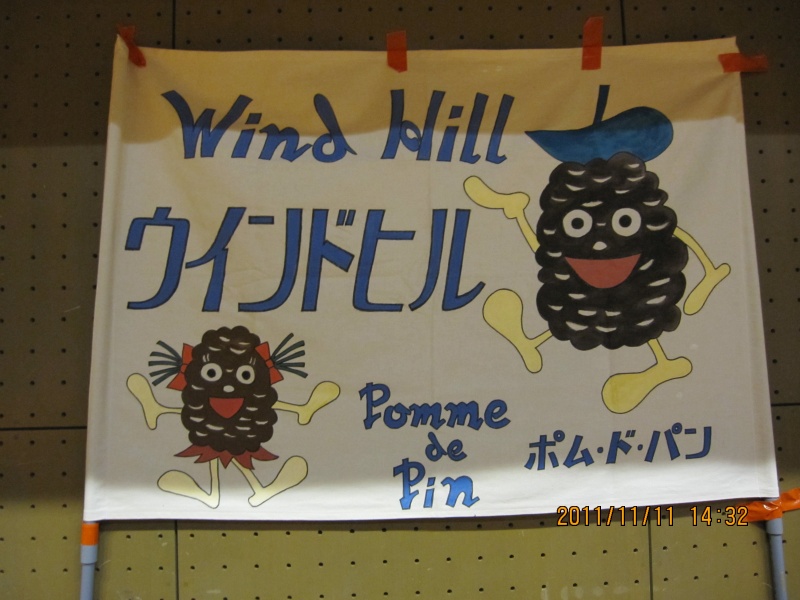 Wind Hill
ウインドヒル
Pomme
de
Pin
ポム・ド・パン
2011/11/11 14:32